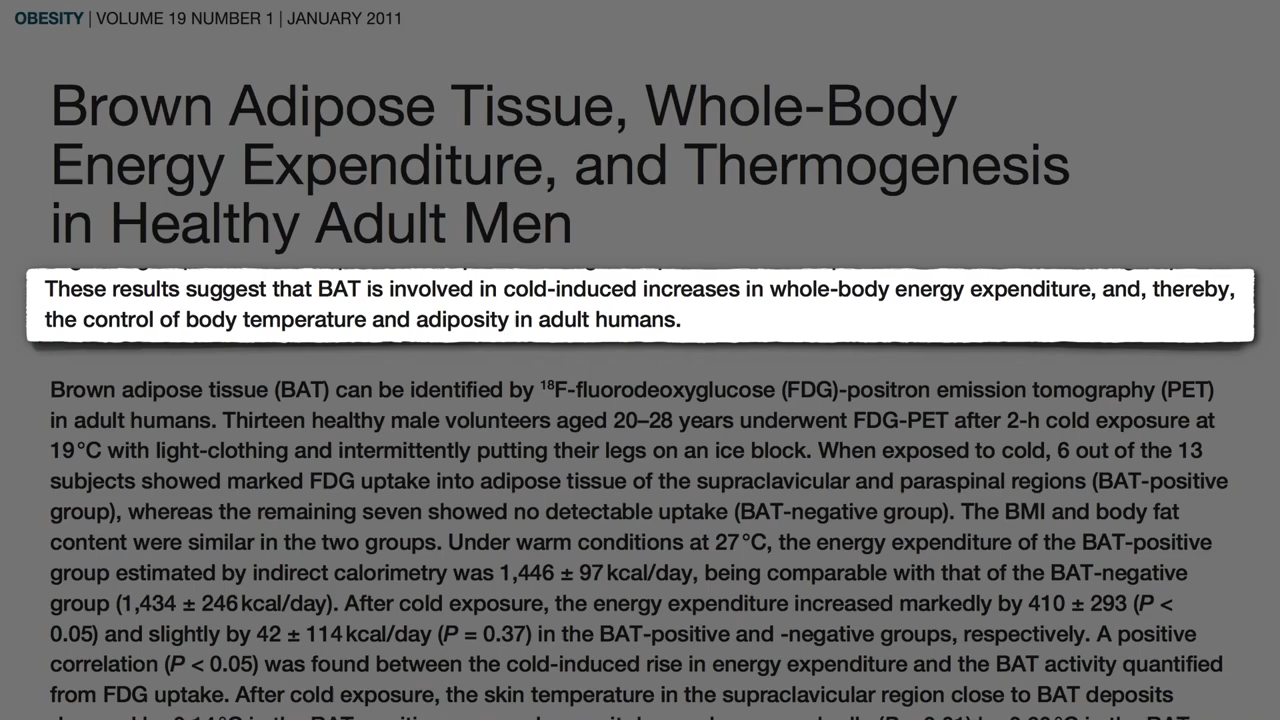 OBESITY | VOLUME 19 NUMBER 1 | JANUARY 2011
Brown Adipose Tissue, Whole-Body
Energy Expenditure, and Thermogenesis
in Healthy Adult Men
These results suggest that BAT is involved in cold-induced increases in whole-body energy expenditure, and, thereby,
the control of body temperature and adiposity in adult humans.
Brown adipose tissue (BAT) can be identified by ¹⁸F-fluorodeoxyglucose (FDG)-positron emission tomography (PET)
in adult humans. Thirteen healthy male volunteers aged 20–28 years underwent FDG-PET after 2-h cold exposure at
19 °C with light-clothing and intermittently putting their legs on an ice block. When exposed to cold, 6 out of the 13
subjects showed marked FDG uptake into adipose tissue of the supraclavicular and paraspinal regions (BAT-positive
group), whereas the remaining seven showed no detectable uptake (BAT-negative group). The BMI and body fat
content were similar in the two groups. Under warm conditions at 27 °C, the energy expenditure of the BAT-positive
group estimated by indirect calorimetry was 1,446 ± 97 kcal/day, being comparable with that of the BAT-negative
group (1,434 ± 246 kcal/day). After cold exposure, the energy expenditure increased markedly by 410 ± 293 (P <
0.05) and slightly by 42 ± 114 kcal/day (P = 0.37) in the BAT-positive and -negative groups, respectively. A positive
correlation (P < 0.05) was found between the cold-induced rise in energy expenditure and the BAT activity quantified
from FDG uptake. After cold exposure, the skin temperature in the supraclavicular region close to BAT deposits